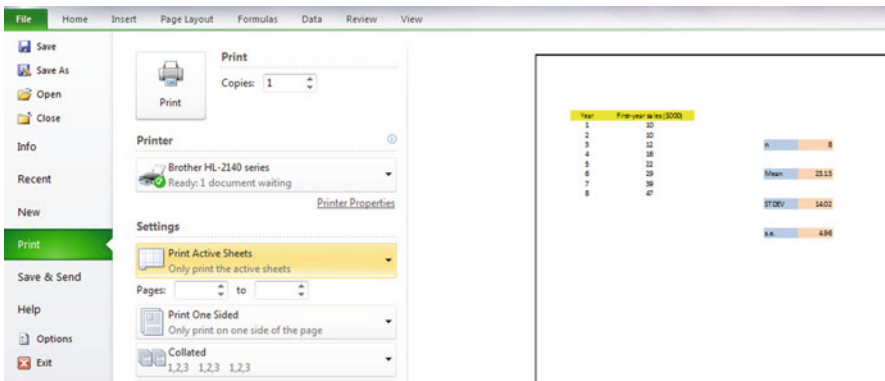 File Home Insert Page Layout Formulas Data Review View
Save
Save As
Open
Close
Info
Recent
New
Print
Save & Send
Help
Options
Exit
Print
Copies: 1
Print
Printer
Brother HL-2140 series
Ready: 1 document waiting
Printer Properties
Settings
Print Active Sheets
Only print the active sheets
Pages: to
Print One Sided
Only print on one side of the page
Collated
1,2,3 1,2,3 1,2,3
Year First-year sales ($000)
1 10
2 10
3 12
4 16
5 22
6 29
7 39
8 47
n 8
Mean 23.13
STDEV 14.02
s.e. 4.96